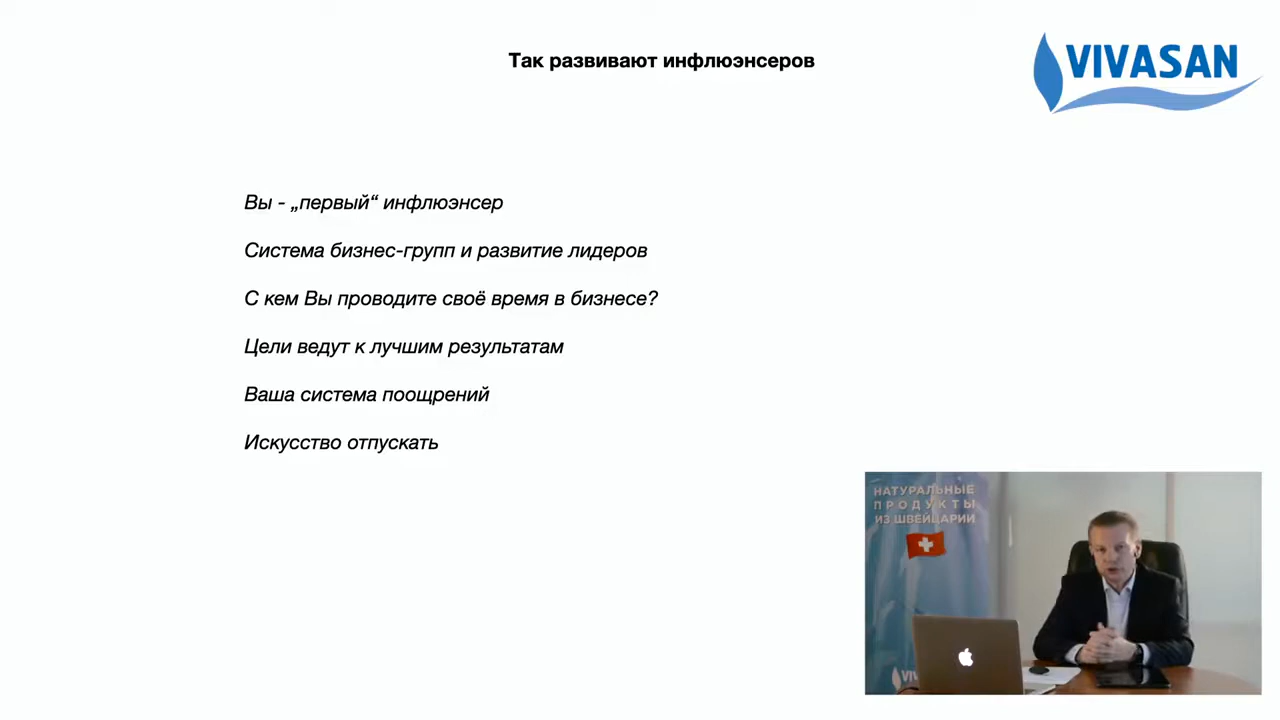 Так развивают инфлюэнсеров
VIVASAN
Вы - „первый“ инфлюэнсер
Система бизнес-групп и развитие лидеров
С кем Вы проводите своё время в бизнесе?
Цели ведут к лучшим результатам
Ваша система поощрений
Искусство отпускать
НАТУРАЛЬНЫЕ
ПРОДУКТЫ
ИЗ ШВЕЙЦАРИИ